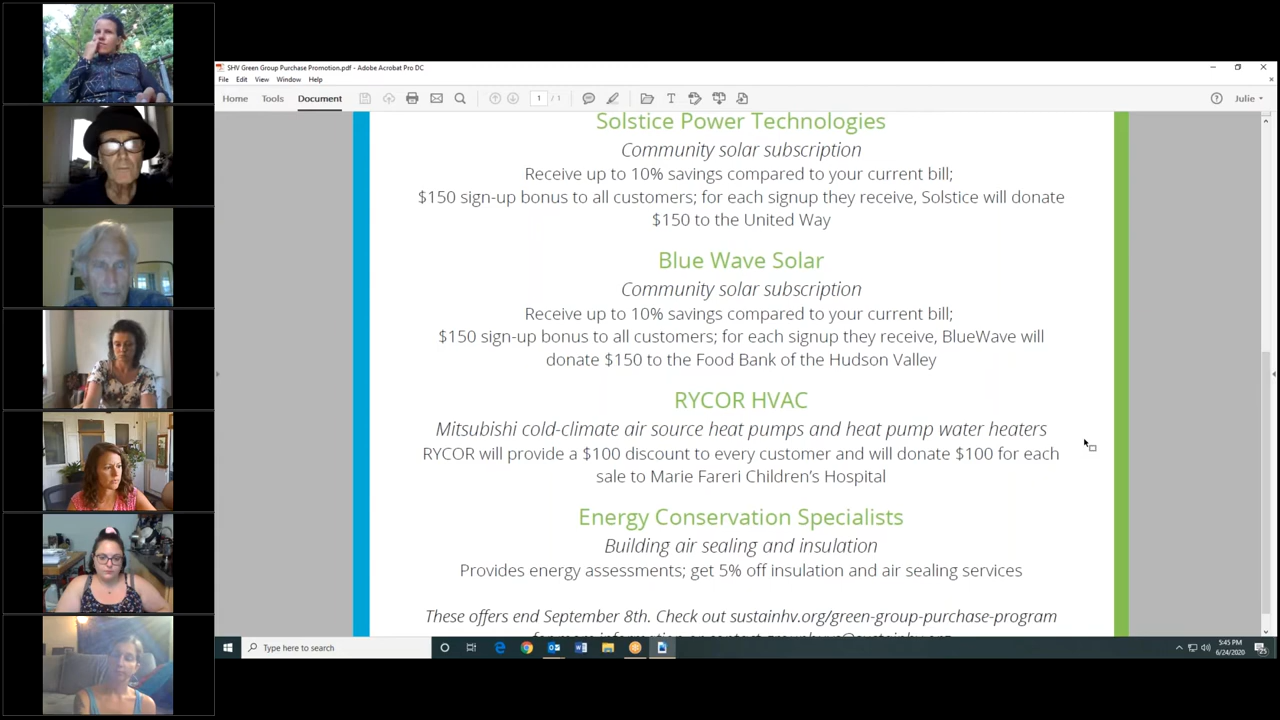 SHV Green Group Purchase Promotion.pdf - Adobe Acrobat Pro DC
File Edit View Window Help
Home Tools Document 1 / 1 Julie
Solstice Power Technologies
Community solar subscription
Receive up to 10% savings compared to your current bill;
$150 sign-up bonus to all customers; for each signup they receive, Solstice will donate
$150 to the United Way
Blue Wave Solar
Community solar subscription
Receive up to 10% savings compared to your current bill;
$150 sign-up bonus to all customers; for each signup they receive, BlueWave will
donate $150 to the Food Bank of the Hudson Valley
RYCOR HVAC
Mitsubishi cold-climate air source heat pumps and heat pump water heaters
RYCOR will provide a $100 discount to every customer and will donate $100 for each
sale to Marie Fareri Children's Hospital
Energy Conservation Specialists
Building air sealing and insulation
Provides energy assessments; get 5% off insulation and air sealing services
These offers end September 8th. Check out sustainhv.org/green-group-purchase-program
Type here to search
5:45 PM
6/24/2020